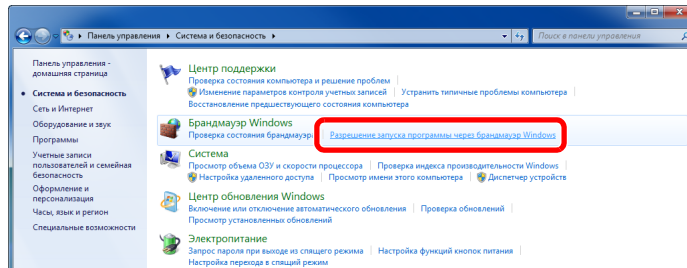 Панель управления ▸ Система и безопасность ▸
Поиск в панели управления
Панель управления -
домашняя страница
Система и безопасность
Сеть и Интернет
Оборудование и звук
Программы
Учетные записи
пользователей и семейная
безопасность
Оформление и
персонализация
Часы, язык и регион
Специальные возможности
Центр поддержки
Проверка состояния компьютера и решение проблем
Изменение параметров контроля учетных записей | Устранить типичные проблемы компьютера
Восстановление предшествующего состояния компьютера
Брандмауэр Windows
Проверка состояния брандмауэра | Разрешение запуска программы через брандмауэр Windows
Система
Просмотр объема ОЗУ и скорости процессора | Проверка индекса производительности Windows
Настройка удаленного доступа | Просмотр имени этого компьютера | Диспетчер устройств
Центр обновления Windows
Включение или отключение автоматического обновления | Проверка обновлений
Просмотр установленных обновлений
Электропитание
Запрос пароля при выходе из спящего режима | Настройка функций кнопок питания
Настройка перехода в спящий режим